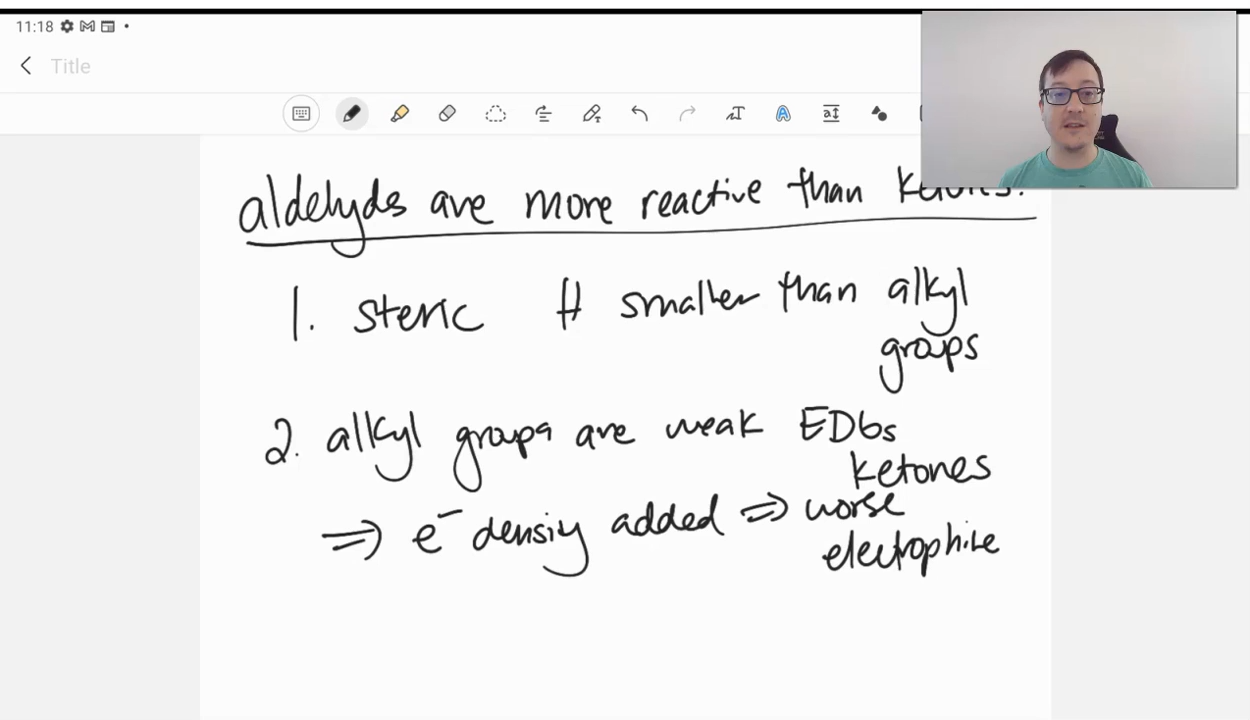 11:18
Title
aldehyds are more reactive than ketones.
1. steric H smaller than alkyl
groups
2. alkyl groups are weak EDGs
ketones
⇒ e⁻ densiy added ⇒ worse
electrophile